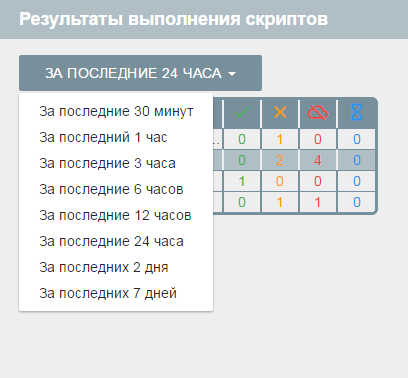 Результаты выполнения скриптов
ЗА ПОСЛЕДНИЕ 24 ЧАСА
За последние 30 минут
За последний 1 час
... 0 1 0 0
За последние 3 часа
0 2 4 0
За последние 6 часов
1 0 0 0
За последние 12 часов
0 1 1 0
За последние 24 часа
За последних 2 дня
За последних 7 дней